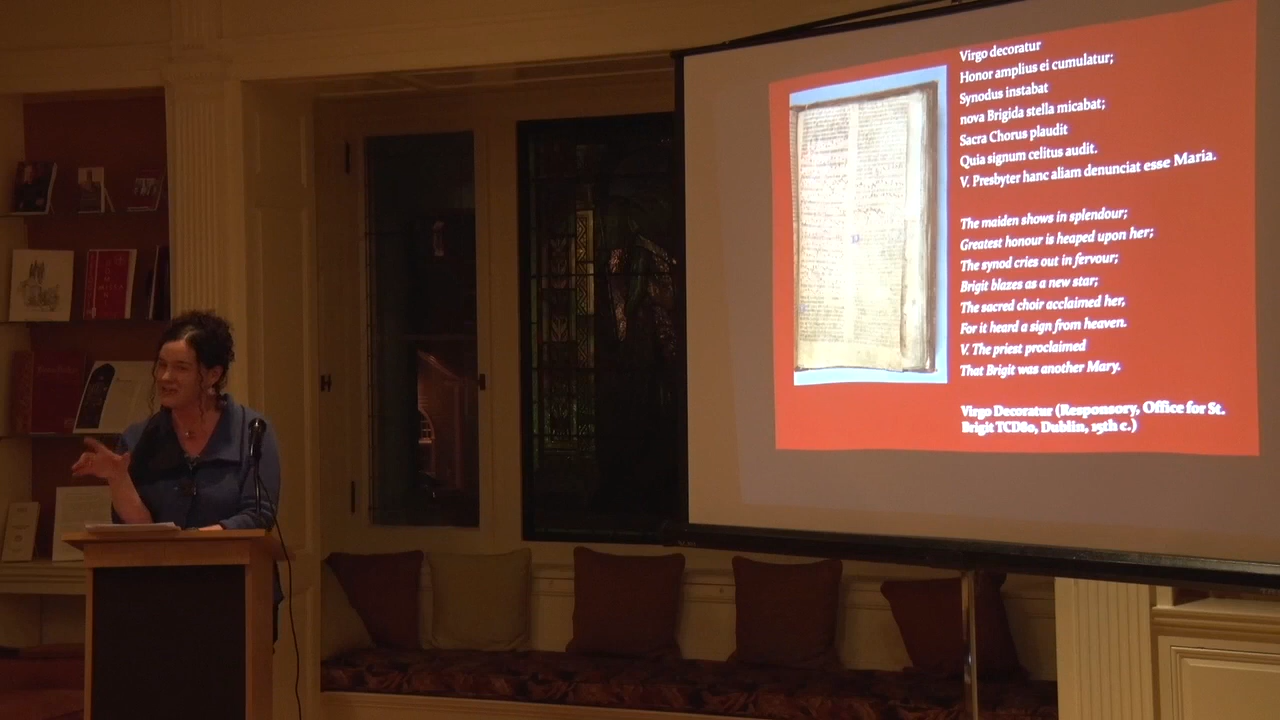 Virgo decoratur
Honor amplius ei cumulatur;
Synodus instabat
nova Brigida stella micabat;
Sacra Chorus plaudit
Quia signum celitus audit.
V. Presbyter hanc aliam denunciat esse Maria.
The maiden shows in splendour;
Greatest honour is heaped upon her;
The synod cries out in fervour;
Brigit blazes as a new star;
The sacred choir acclaimed her,
For it heard a sign from heaven.
V. The priest proclaimed
That Brigit was another Mary.
Virgo Decoratur (Responsory, Office for St.
Brigit TCD80, Dublin, 15th c.)